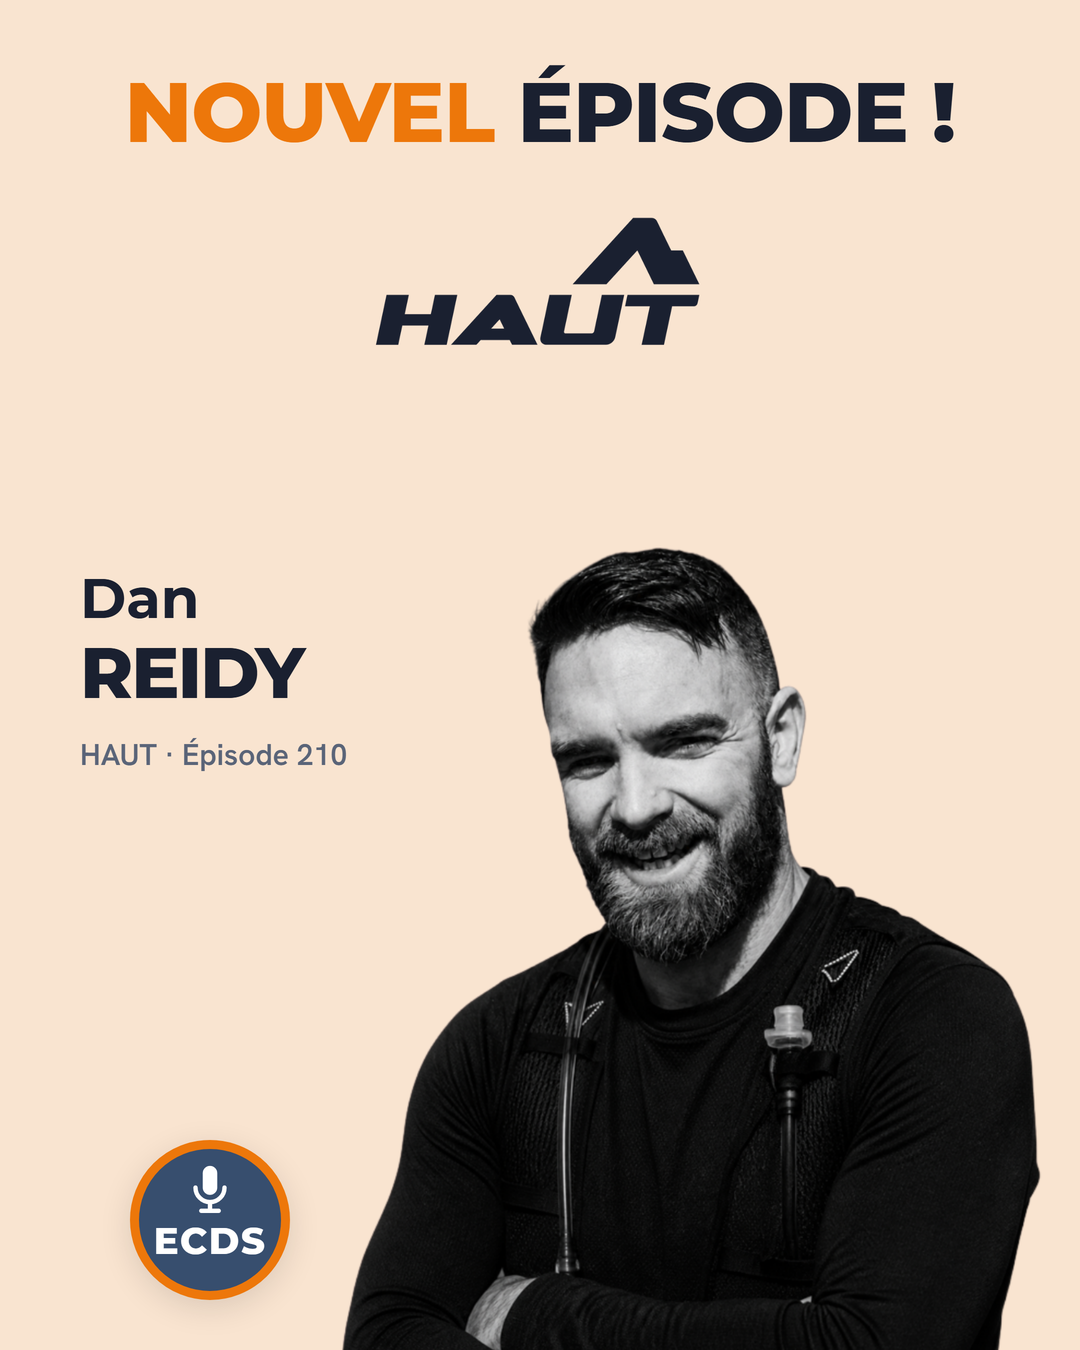 NOUVEL ÉPISODE !
HAUT
Dan
REIDY
HAUT · Épisode 210
ECDS